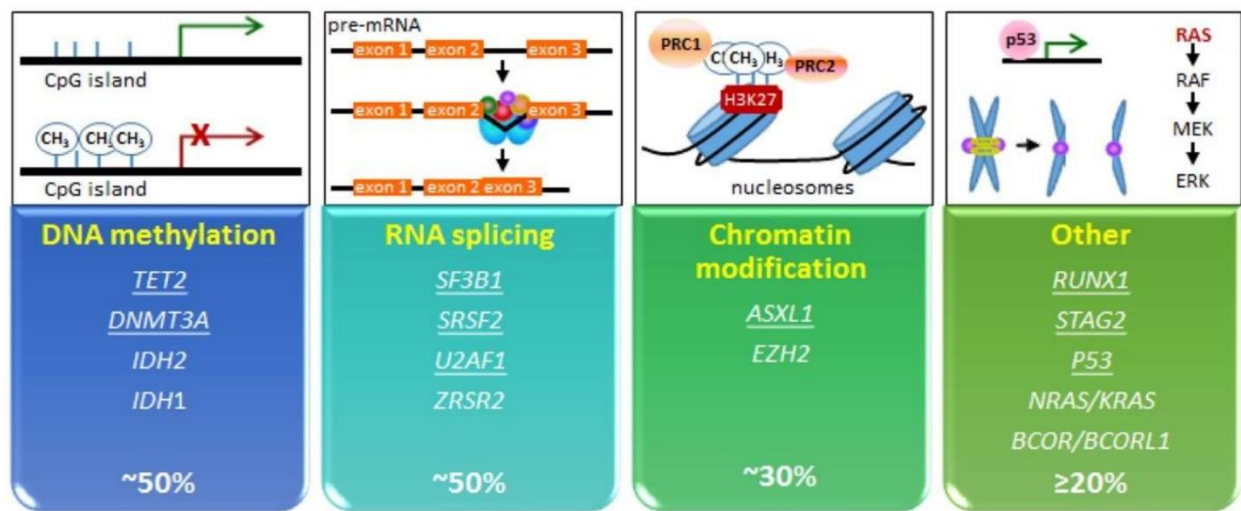 CpG island
CH3 CH3 CH3
X
CpG island
DNA methylation
TET2
DNMT3A
IDH2
IDH1
~50%
pre-mRNA
exon 1 exon 2 exon 3
exon 1 exon 2 exon 3
exon 1 exon 2 exon 3
RNA splicing
SF3B1
SRSF2
U2AF1
ZRSR2
~50%
PRC1 CH3 H3 PRC2
H3K27
nucleosomes
Chromatin
modification
ASXL1
EZH2
~30%
p53
RAS
RAF
MEK
ERK
Other
RUNX1
STAG2
P53
NRAS/KRAS
BCOR/BCORL1
≥20%